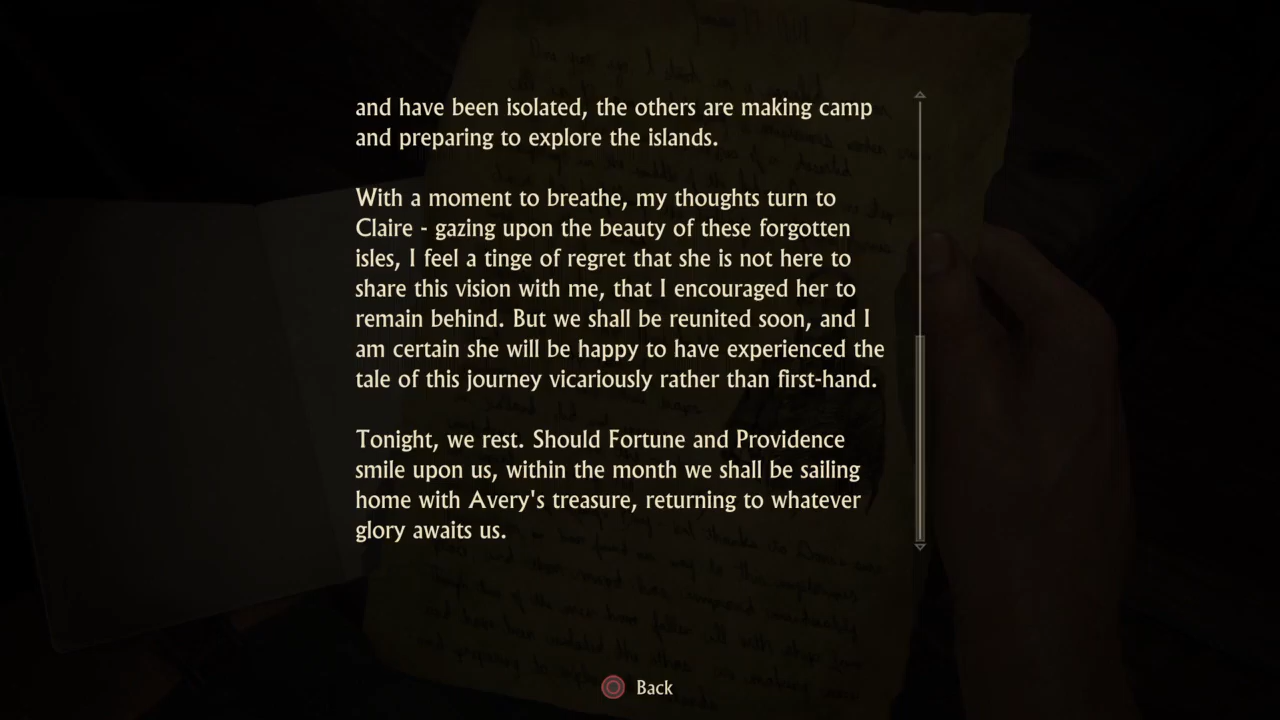 and have been isolated, the others are making camp
and preparing to explore the islands.
With a moment to breathe, my thoughts turn to
Claire - gazing upon the beauty of these forgotten
isles, I feel a tinge of regret that she is not here to
share this vision with me, that I encouraged her to
remain behind. But we shall be reunited soon, and I
am certain she will be happy to have experienced the
tale of this journey vicariously rather than first-hand.
Tonight, we rest. Should Fortune and Providence
smile upon us, within the month we shall be sailing
home with Avery's treasure, returning to whatever
glory awaits us.
Back